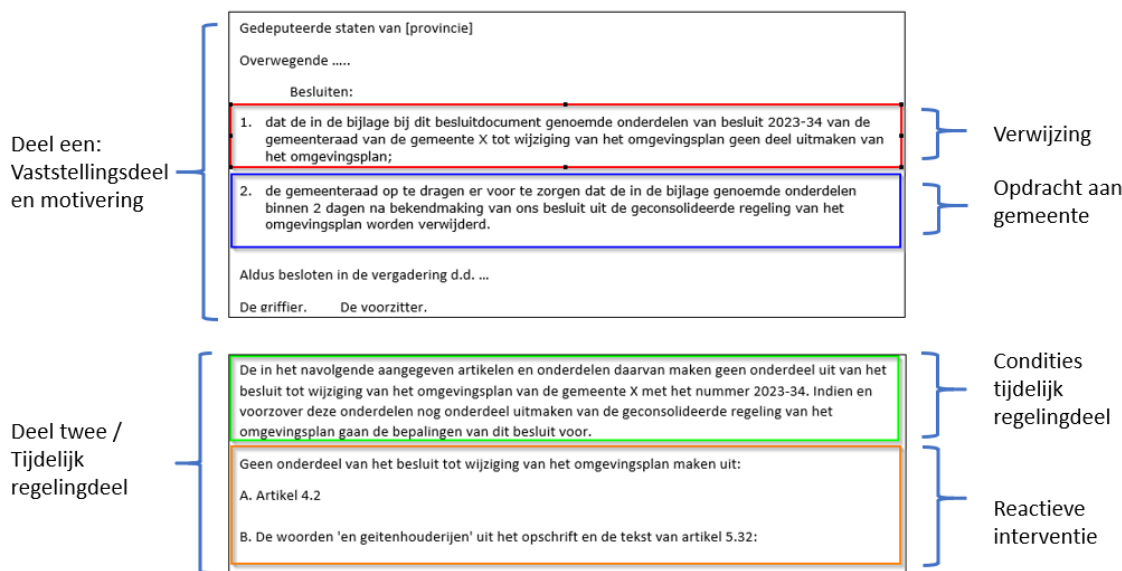 Gedeputeerde staten van [provincie]
Overwegende .....
Besluiten:
1. dat de in de bijlage bij dit besluitdocument genoemde onderdelen van besluit 2023-34 van de
gemeenteraad van de gemeente X tot wijziging van het omgevingsplan geen deel uitmaken van
het omgevingsplan;
2. de gemeenteraad op te dragen er voor te zorgen dat de in de bijlage genoemde onderdelen
binnen 2 dagen na bekendmaking van ons besluit uit de geconsolideerde regeling van het
omgevingsplan worden verwijderd.
Aldus besloten in de vergadering d.d. ...
De griffier. De voorzitter.
Deel een:
Vaststellingsdeel
en motivering
Verwijzing
Opdracht aan
gemeente
De in het navolgende aangegeven artikelen en onderdelen daarvan maken geen onderdeel uit van het
besluit tot wijziging van het omgevingsplan van de gemeente X met het nummer 2023-34. Indien en
voorzover deze onderdelen nog onderdeel uitmaken van de geconsolideerde regeling van het
omgevingsplan gaan de bepalingen van dit besluit voor.
Geen onderdeel van het besluit tot wijziging van het omgevingsplan maken uit:
A. Artikel 4.2
B. De woorden 'en geitenhouderijen' uit het opschrift en de tekst van artikel 5.32:
Deel twee /
Tijdelijk
regelingdeel
Condities
tijdelijk
regelingdeel
Reactieve
interventie